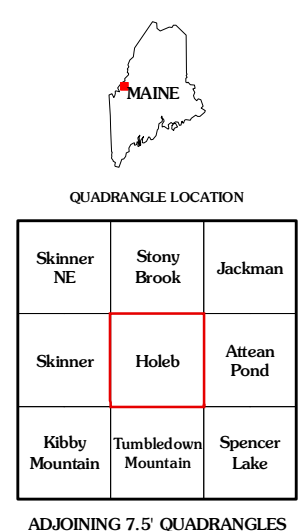 MAINE
QUADRANGLE LOCATION
Skinner
NE
Stony
Brook
Jackman
Skinner
Holeb
Attean
Pond
Kibby
Mountain
Tumbledown
Mountain
Spencer
Lake
ADJOINING 7.5' QUADRANGLES